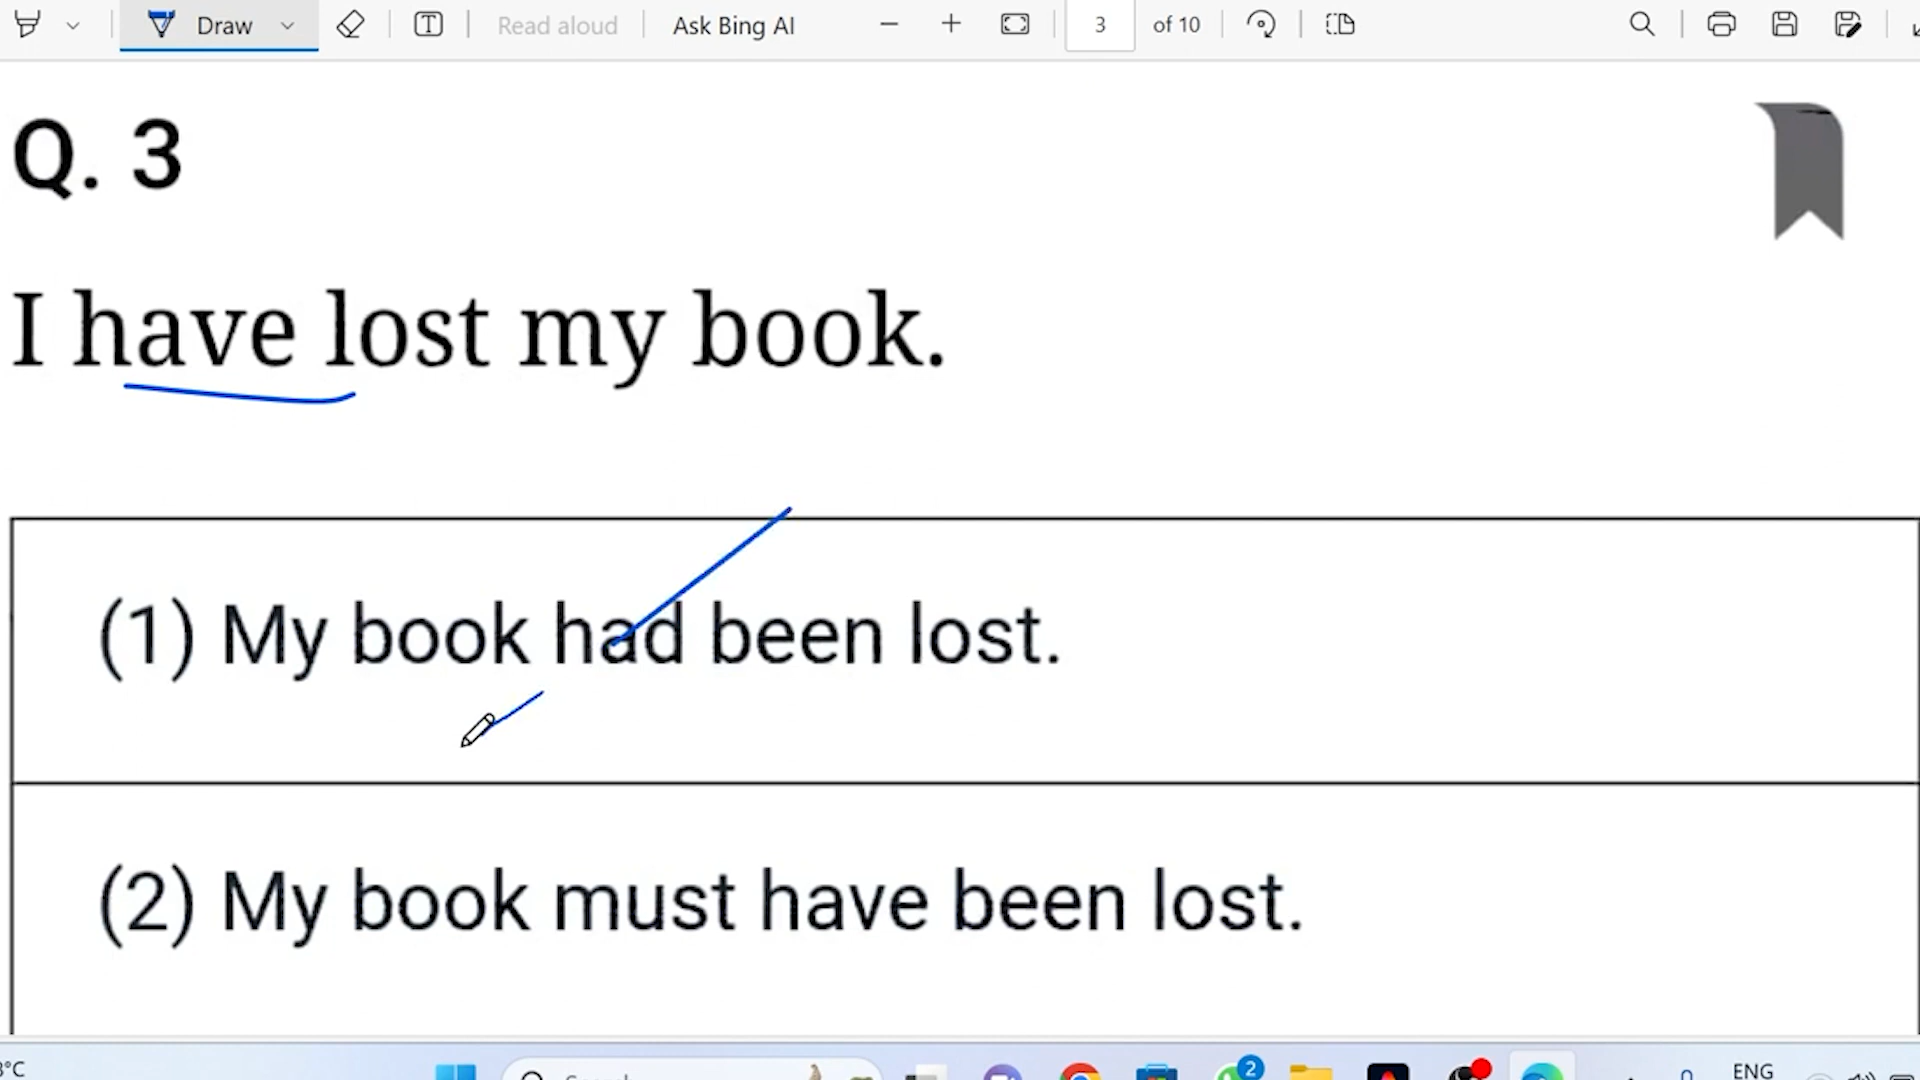 Draw Read aloud Ask Bing AI 3 of 10
Q. 3
I have lost my book.
(1) My book had been lost.
(2) My book must have been lost.
2 ENG